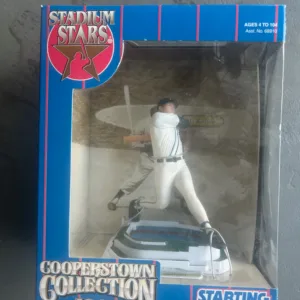 STADIUM
STARS
AGES 4 TO 104
COOPERSTOWN
COLLECTION
STARTING